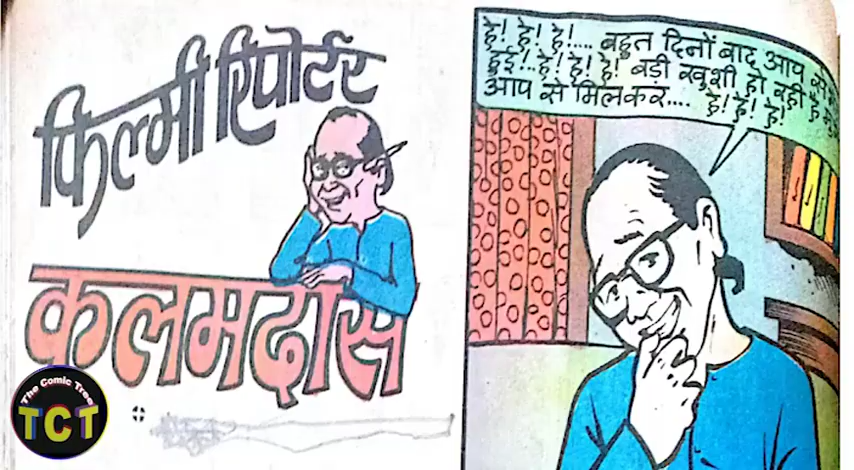 फिल्मी रिपोर्टर
कलमदास
हे! हे! हे!.... बहुत दिनों बाद आप से
हुई!..हे! हे! हे! बड़ी खुशी हो रही है
आप से मिलकर.... हे! हे! हे!
The Comic Tree
TCT